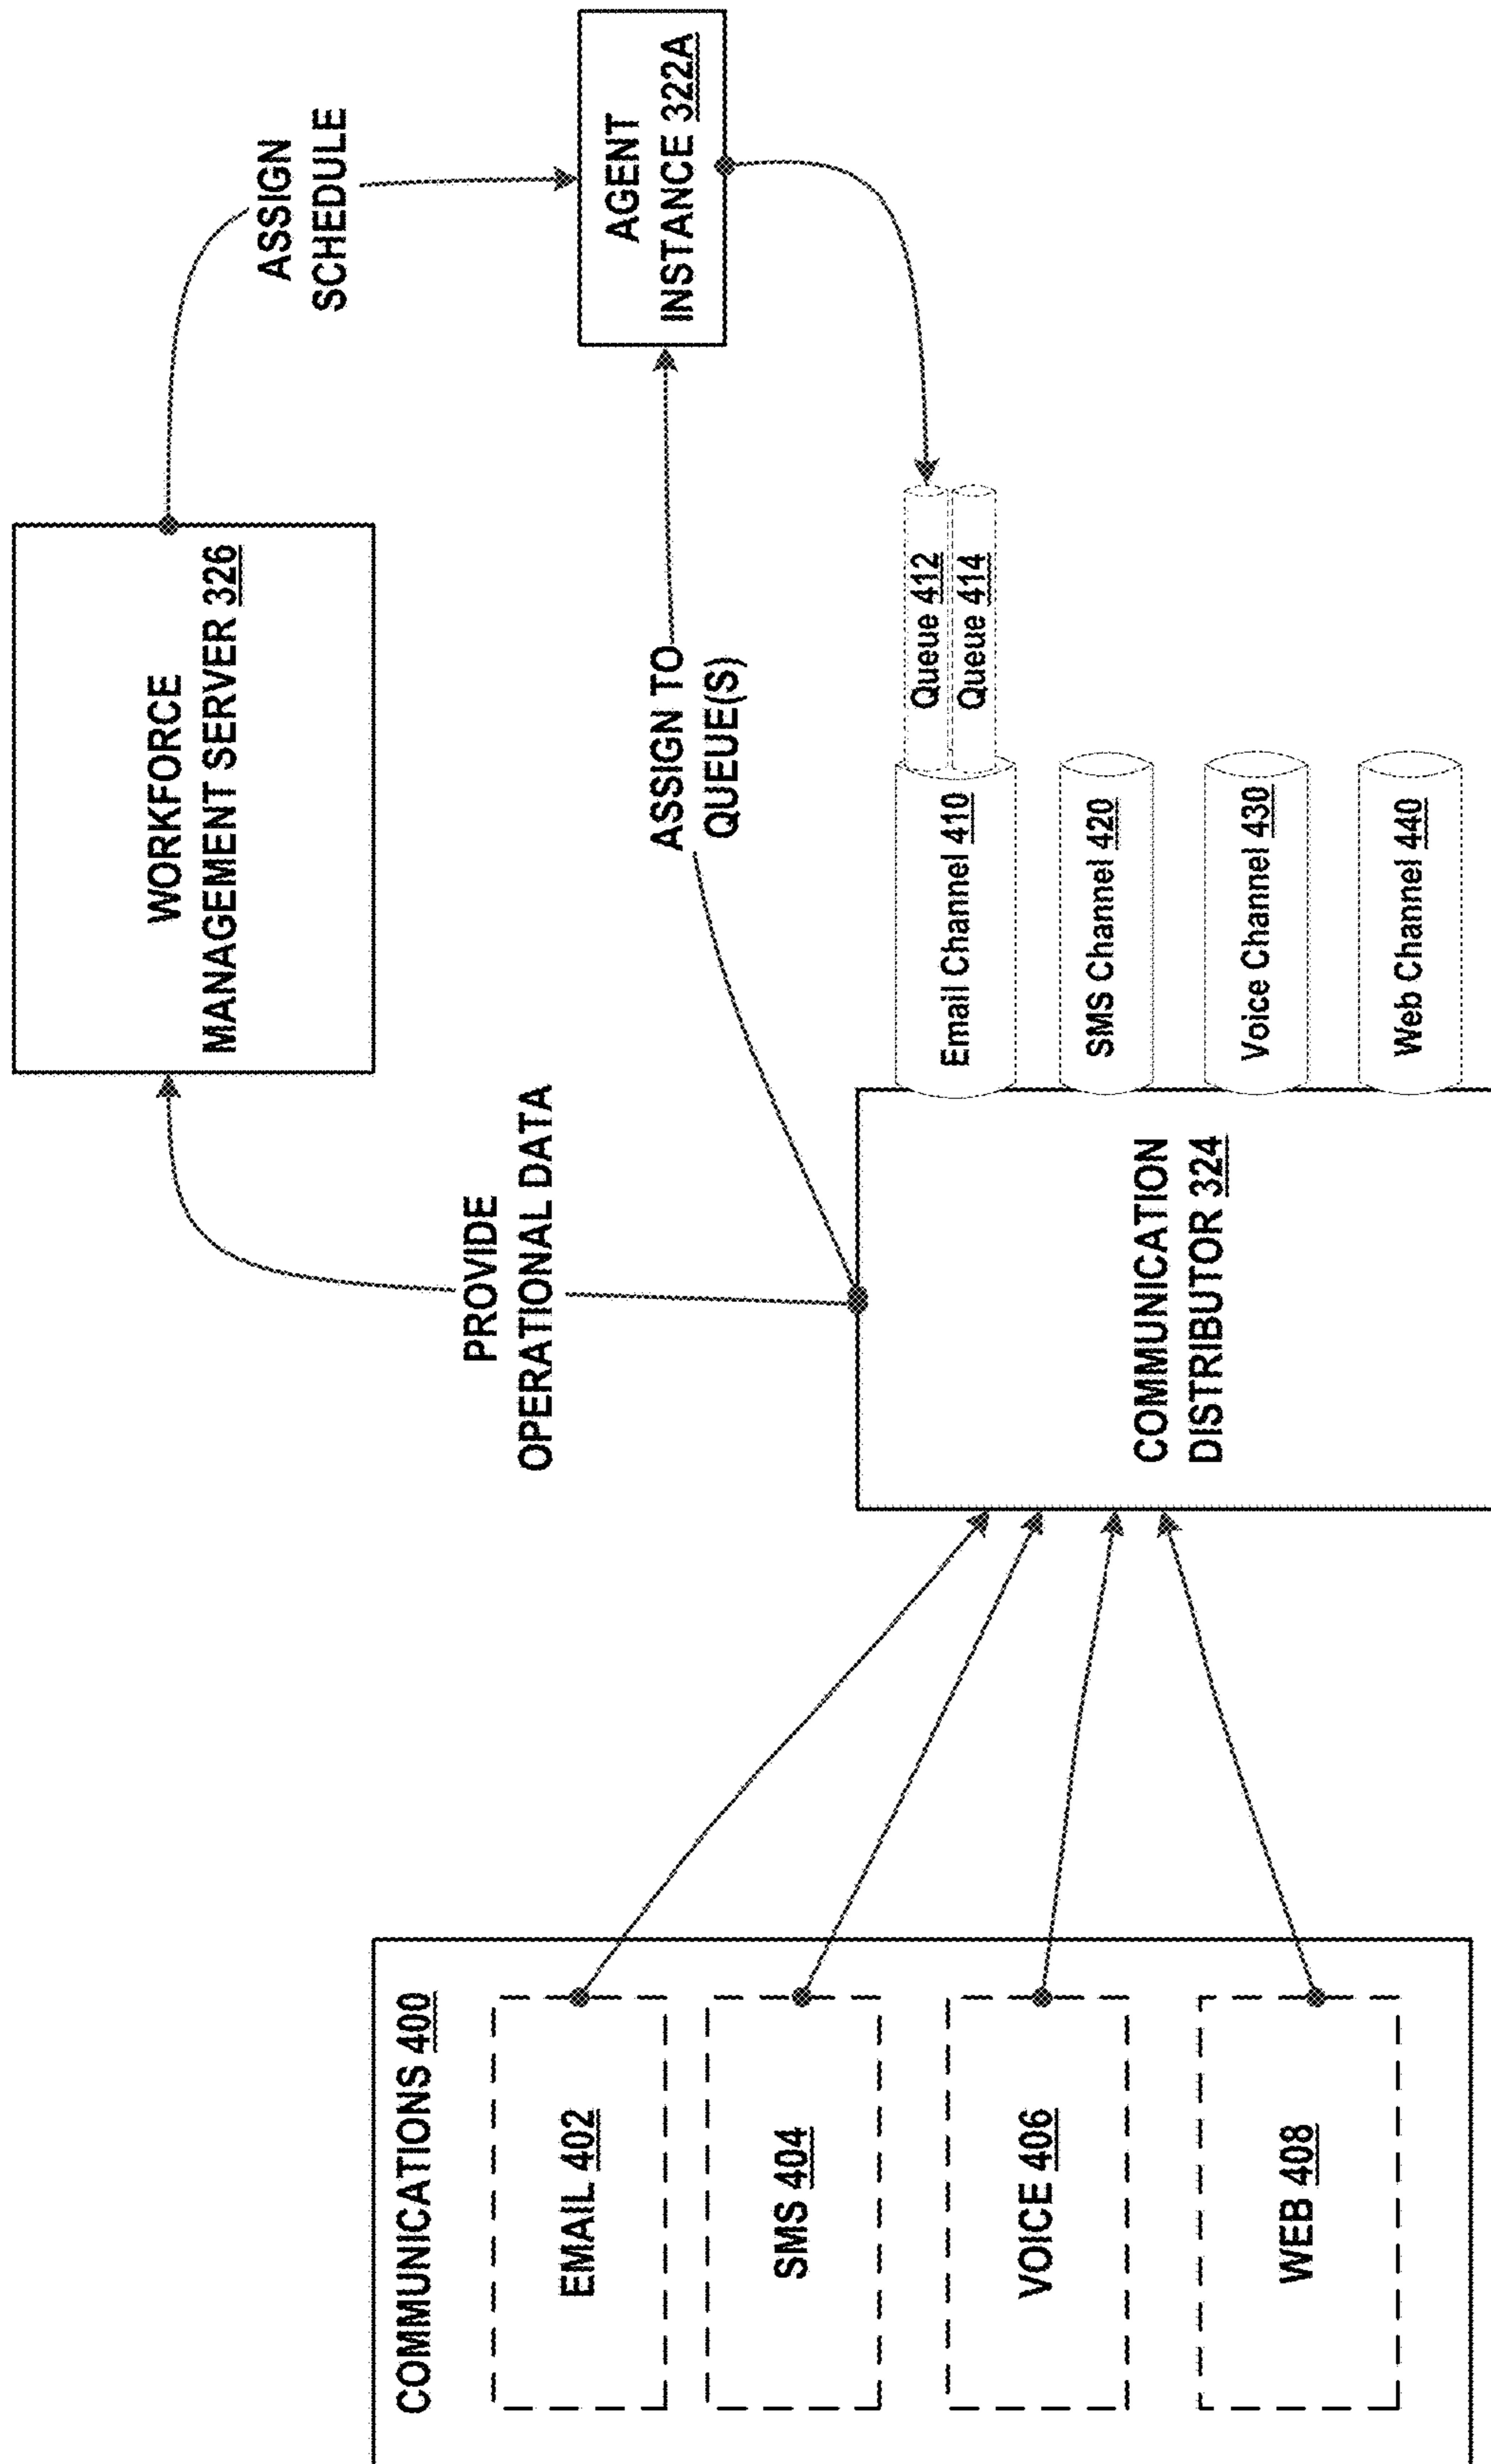 COMMUNICATIONS 400
EMAIL 402
SMS 404
VOICE 406
WEB 408
PROVIDE
OPERATIONAL DATA
WORKFORCE
MANAGEMENT SERVER 326
ASSIGN
SCHEDULE
ASSIGN TO
QUEUE(S)
AGENT
INSTANCE 322A
COMMUNICATION
DISTRIBUTOR 324
Email Channel 410
Queue 412
Queue 414
SMS Channel 420
Voice Channel 430
Web Channel 440